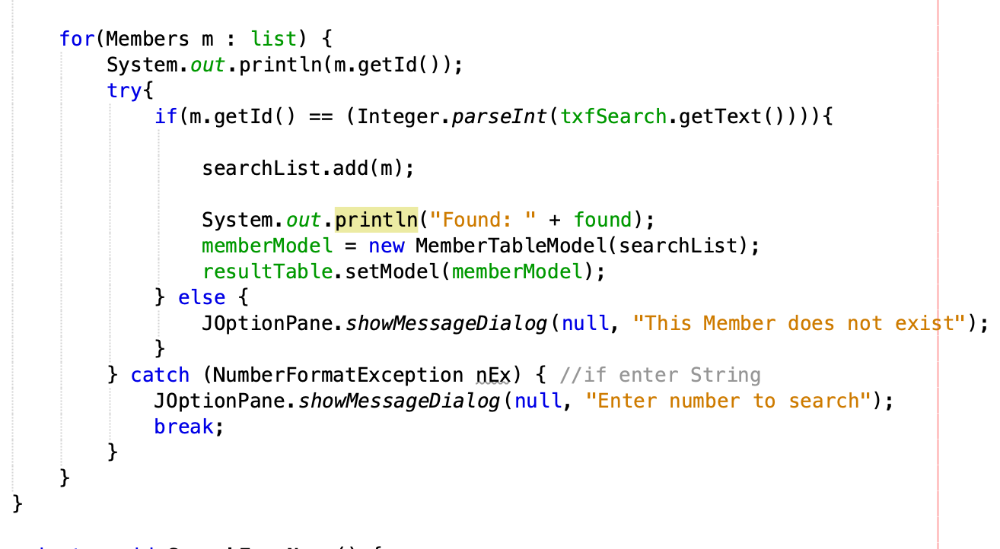 for(Members m : list) {
System.out.println(m.getId());
try{
if(m.getId() == (Integer.parseInt(txfSearch.getText()))){
searchList.add(m);
System.out.println("Found: " + found);
memberModel = new MemberTableModel(searchList);
resultTable.setModel(memberModel);
} else {
JOptionPane.showMessageDialog(null, "This Member does not exist");
}
} catch (NumberFormatException nEx) { //if enter String
JOptionPane.showMessageDialog(null, "Enter number to search");
break;
}
}
}